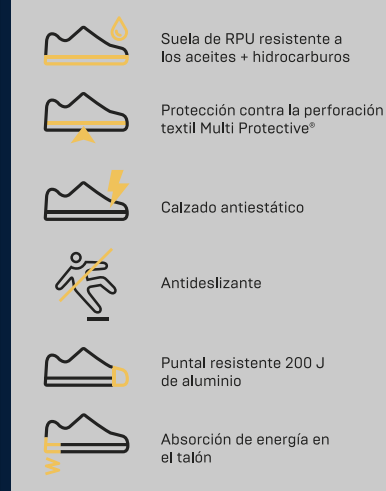 Suela de RPU resistente a
los aceites + hidrocarburos
Protección contra la perforación
textil Multi Protective®
Calzado antiestático
Antideslizante
Puntal resistente 200 J
de aluminio
Absorción de energía en
el talón
W